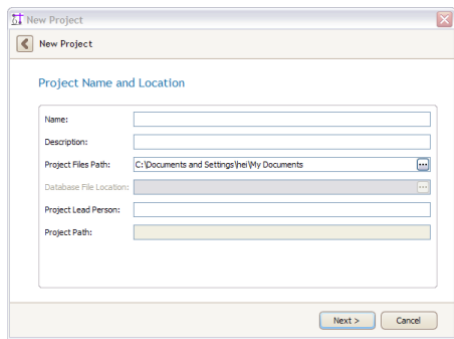 New Project
New Project
Project Name and Location
Name:
Description:
Project Files Path: C:\Documents and Settings\hei\My Documents ...
Database File Location: ...
Project Lead Person:
Project Path:
Next > Cancel